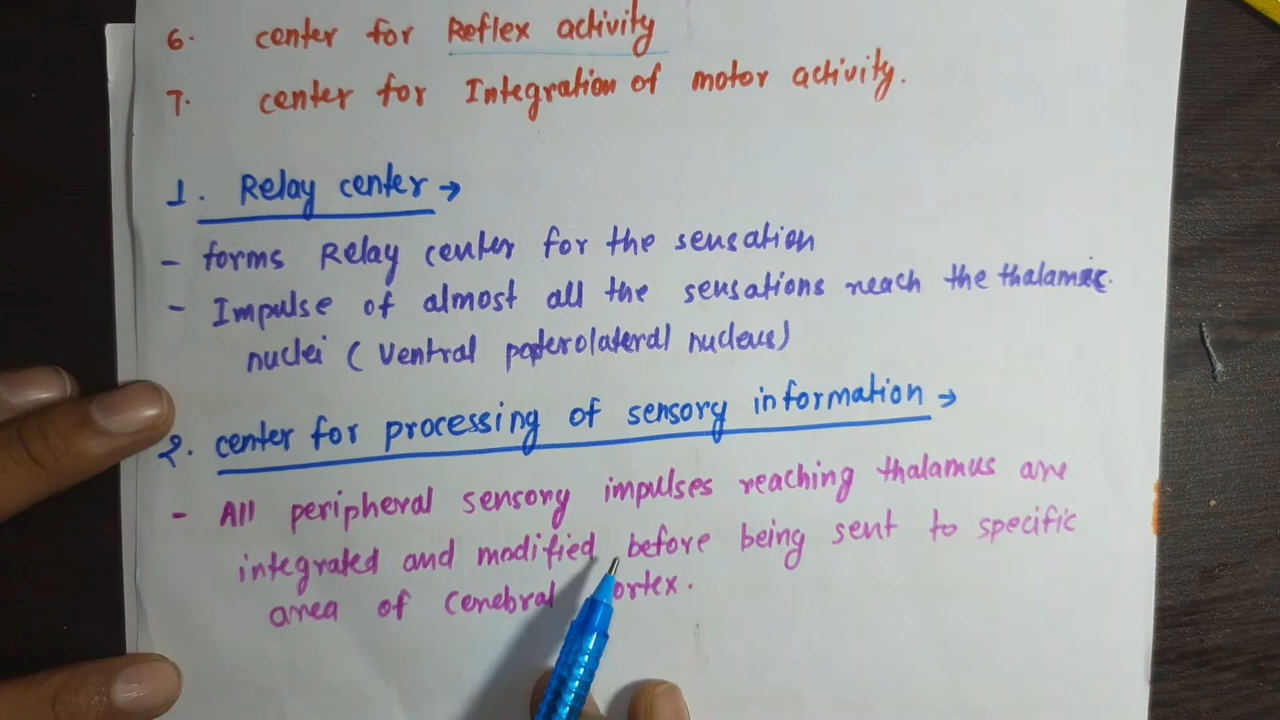 6. center for Reflex activity
7. center for Integration of motor activity.
1. Relay center →
- forms Relay center for the sensation
- Impulse of almost all the sensations reach the thalamic
nuclei (ventral posterolateral nucleus)
2. center for processing of sensory information →
- All peripheral sensory impulses reaching thalamus are
integrated and modified before being sent to specific
area of cerebral ortex.